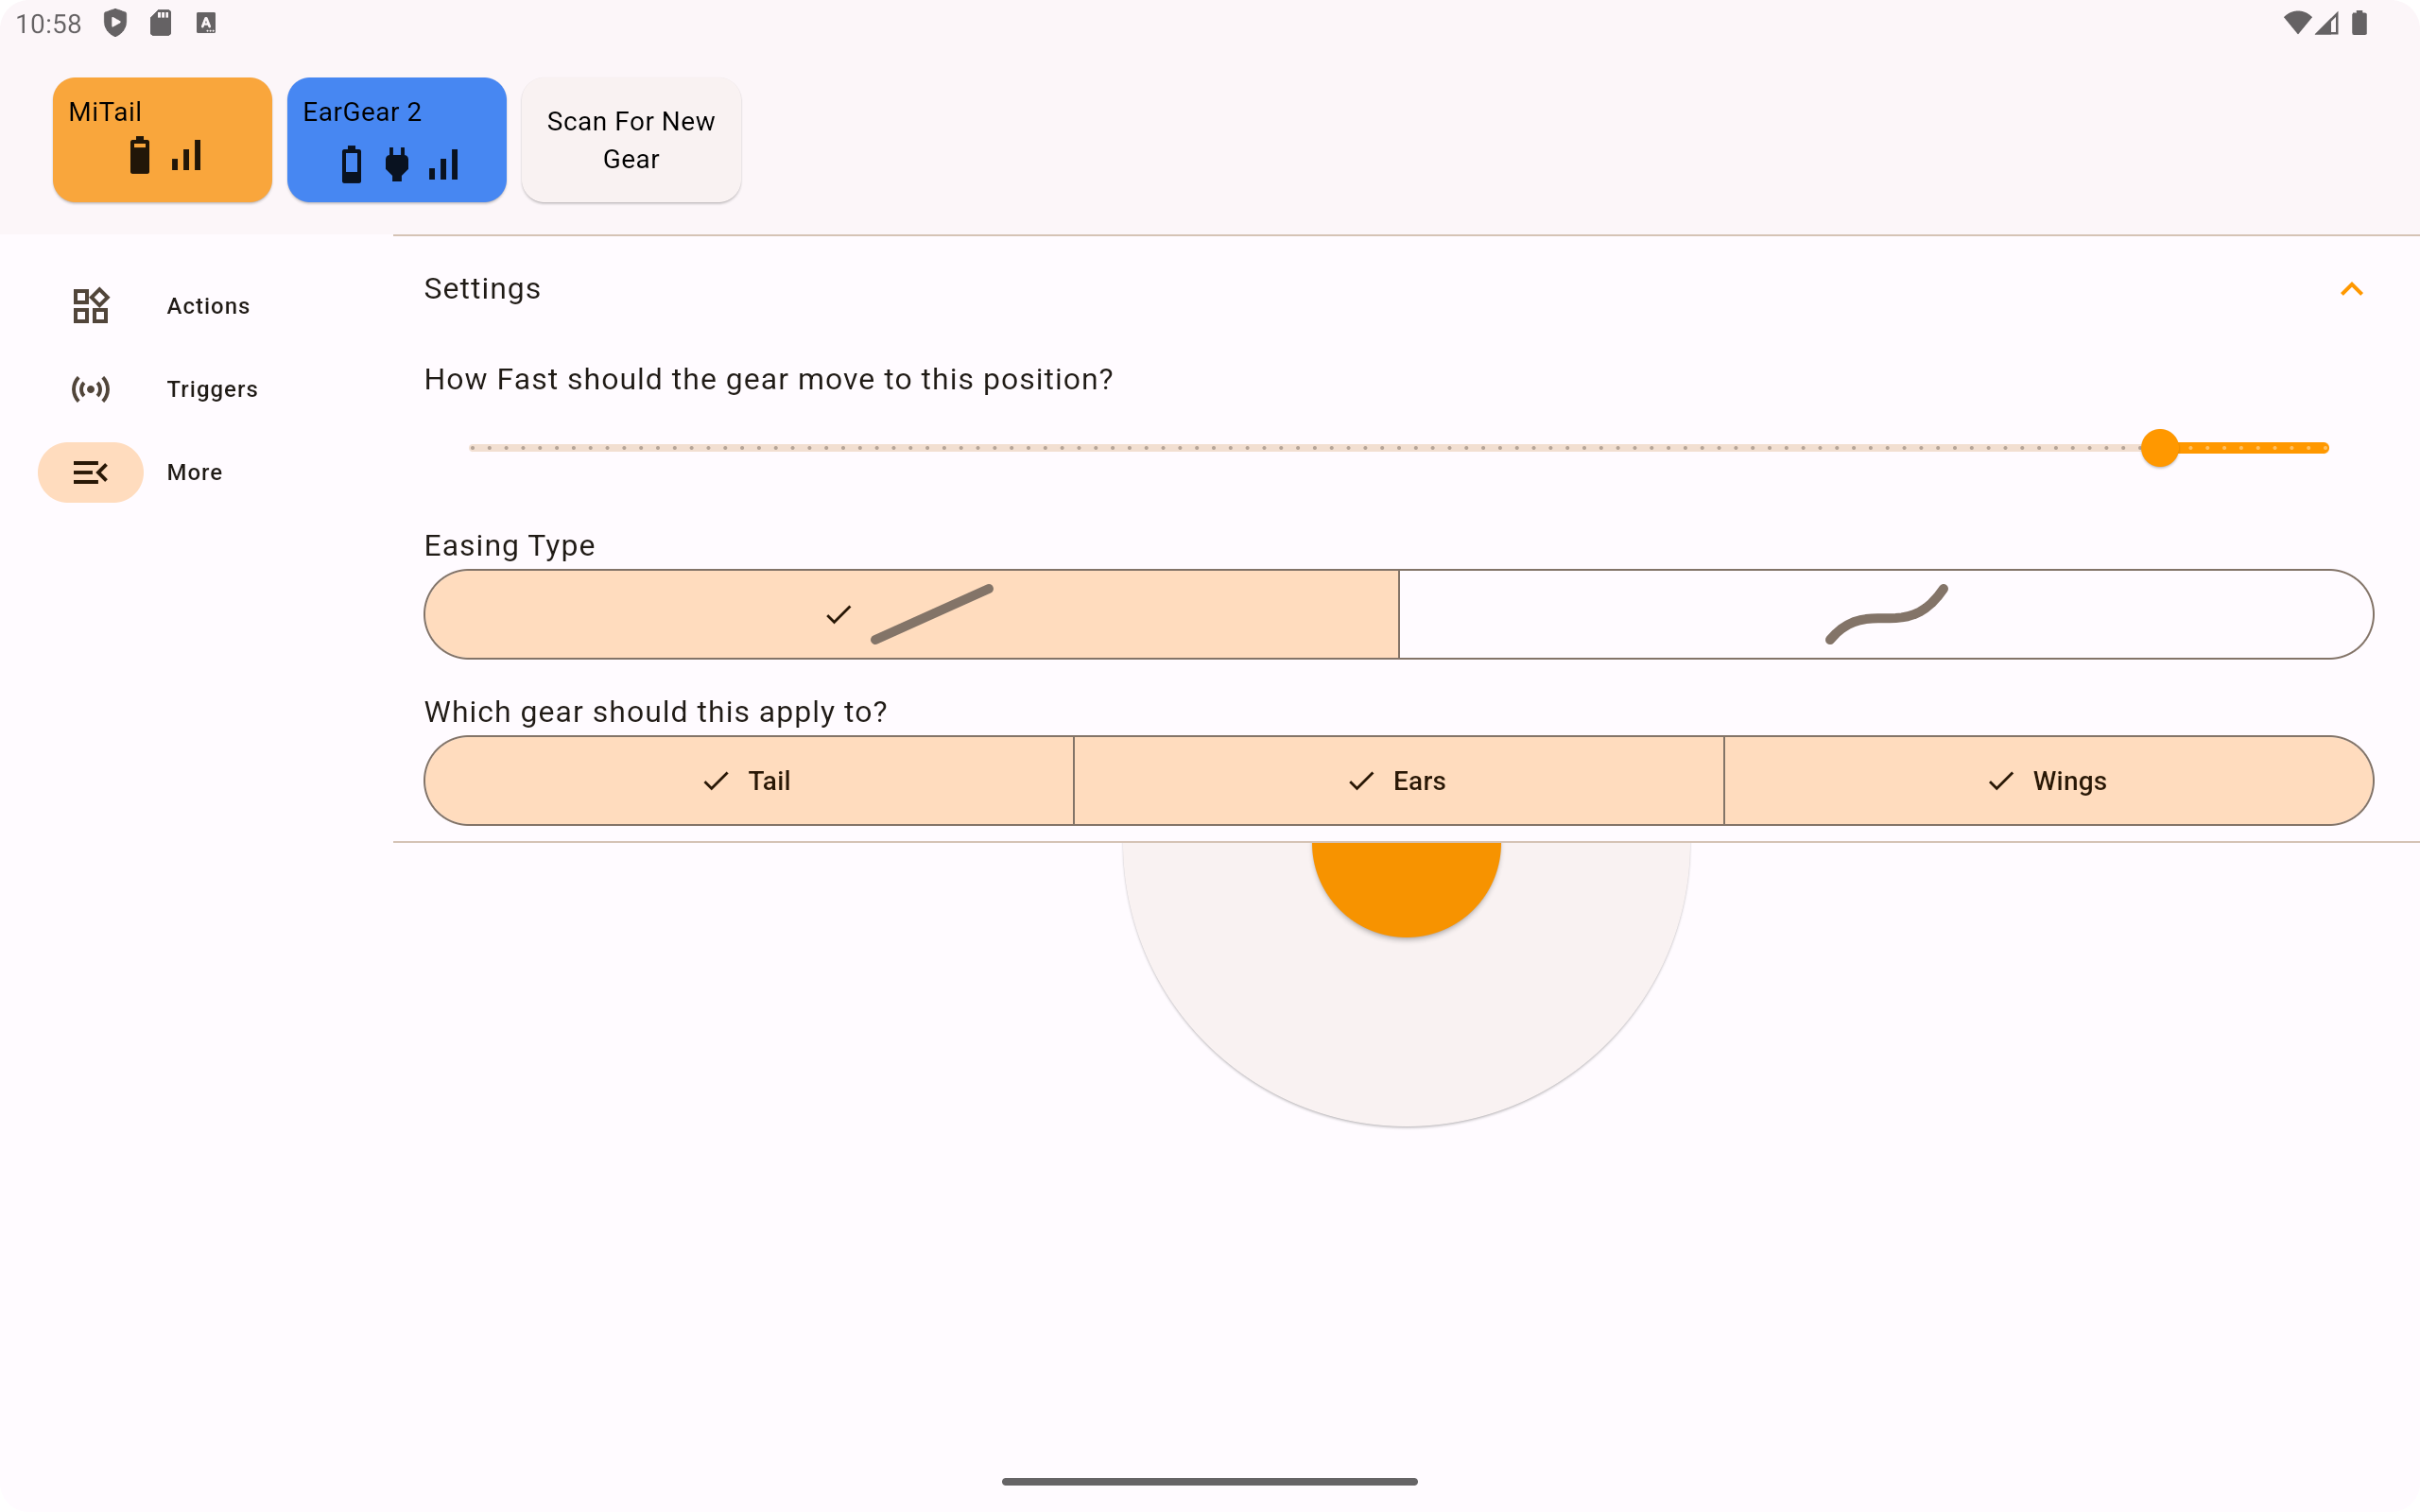 10:58
MiTail
EarGear 2
Scan For New
Gear
Actions
Triggers
More
Settings
How Fast should the gear move to this position?
Easing Type
Which gear should this apply to?
Tail
Ears
Wings